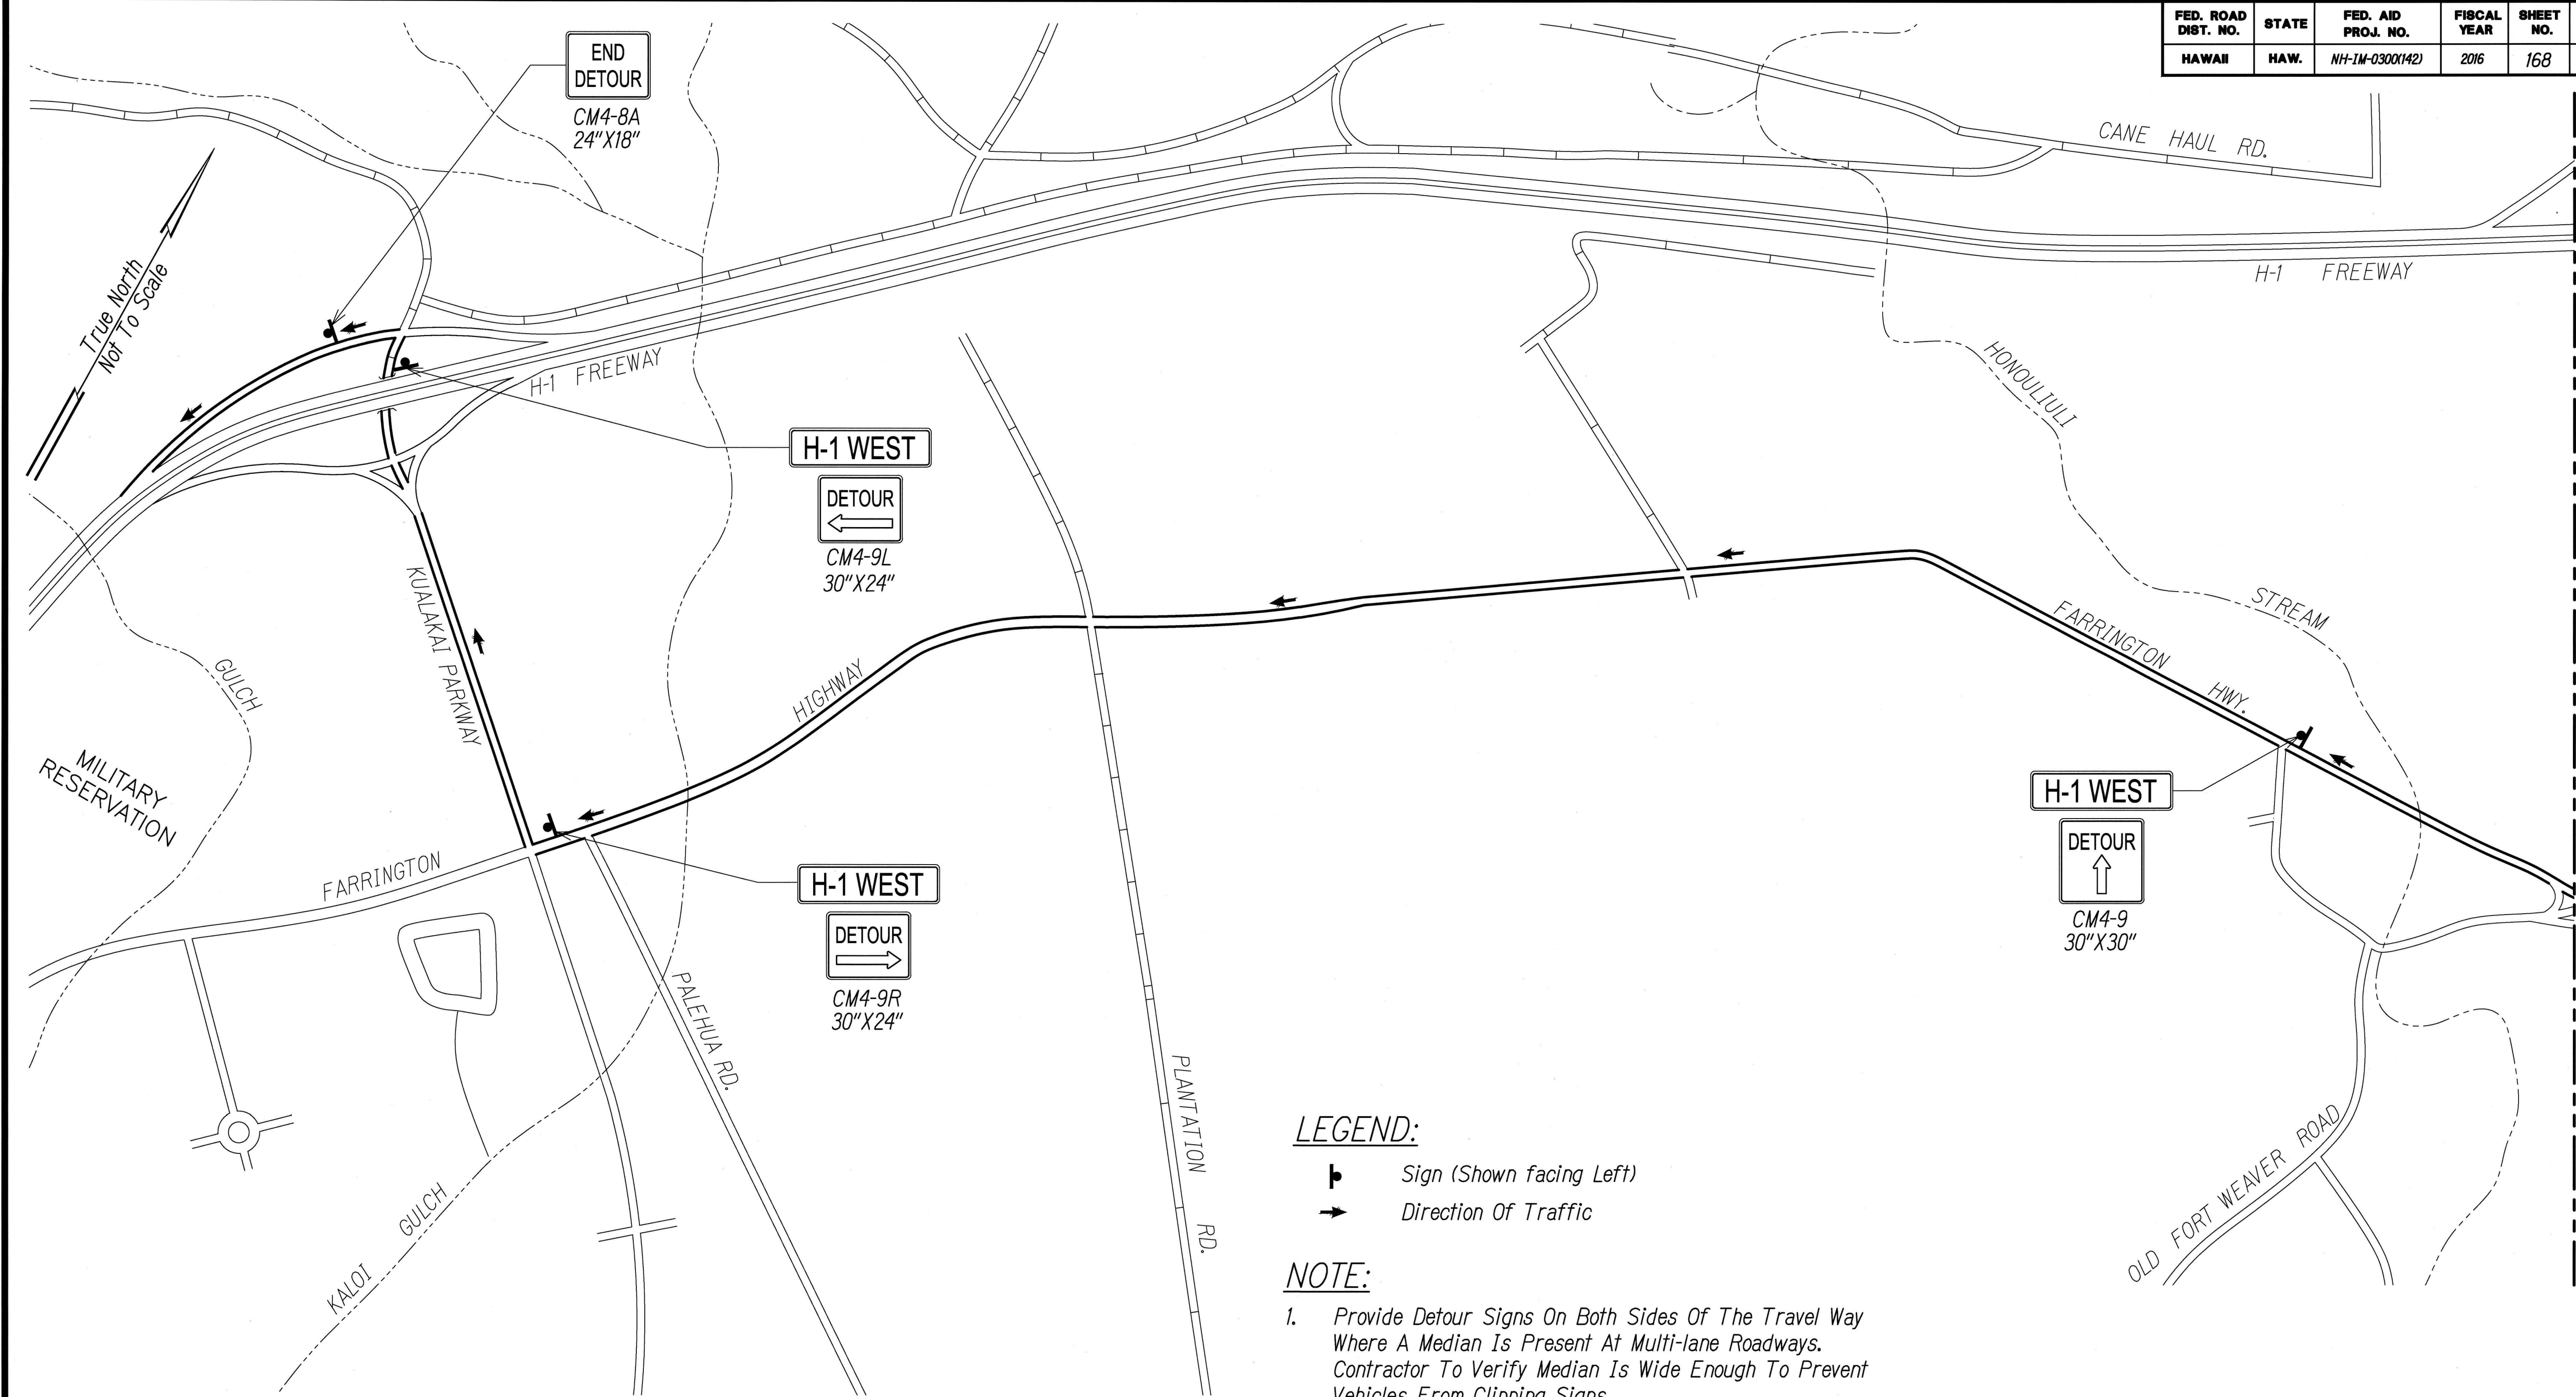 FED. ROAD DIST. NO.
STATE
FED. AID PROJ. NO.
FISCAL YEAR
SHEET NO.
HAWAII
HAW.
NH-IM-0300(142)
2016
168
END
DETOUR
CM4-8A
24"X18"
CANE HAUL RD.
True North
Not To Scale
H-1 FREEWAY
H-1 FREEWAY
HONOULIULI
STREAM
H-1 WEST
DETOUR
CM4-9L
30"X24"
KUALAKAI PARKWAY
GULCH
MILITARY
RESERVATION
HIGHWAY
FARRINGTON
HWY.
H-1 WEST
DETOUR
CM4-9
30"X30"
FARRINGTON
H-1 WEST
DETOUR
CM4-9R
30"X24"
PALEHUA RD.
PLANTATION RD.
KALOI GULCH
OLD FORT WEAVER ROAD
LEGEND:
Sign (Shown facing Left)
Direction Of Traffic
NOTE:
1. Provide Detour Signs On Both Sides Of The Travel Way
Where A Median Is Present At Multi-lane Roadways.
Contractor To Verify Median Is Wide Enough To Prevent
Vehicles From Clipping Signs